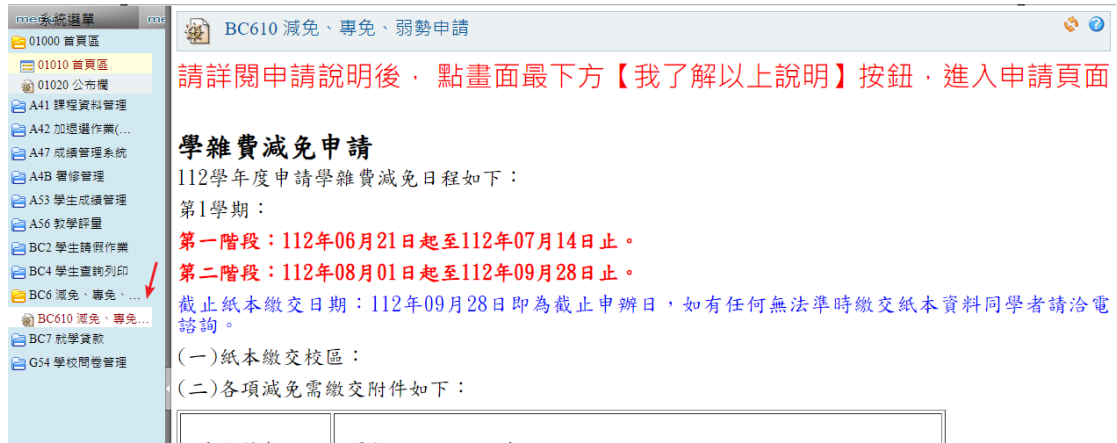 系統選單
01000 首頁區
01010 首頁區
01020 公布欄
A41 課程資料管理
A42 加退選作業(...
A47 成績管理系統
A4B 暑修管理
A53 學生成績管理
A56 教學評量
BC2 學生請假作業
BC4 學生查詢列印
BC6 減免、專免、...
BC610 減免、專免...
BC7 就學貸款
G54 學校問卷管理
BC610 減免、專免、弱勢申請
請詳閱申請說明後， 點畫面最下方【我了解以上說明】按鈕，進入申請頁面
學雜費減免申請
112學年度申請學雜費減免日程如下：
第1學期：
第一階段：112年06月21日起至112年07月14日止。
第二階段：112年08月01日起至112年09月28日止。
截止紙本繳交日期：112年09月28日即為截止申辦日，如有任何無法準時繳交紙本資料同學者請洽電
諮詢。
(一)紙本繳交校區：
(二)各項減免需繳交附件如下：